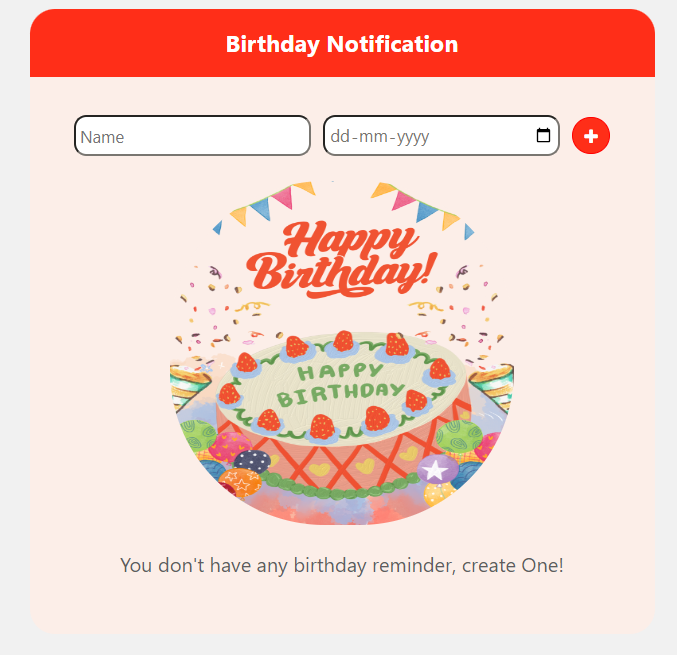 Birthday Notification
Name
dd-mm-yyyy
Happy
Birthday!
HAPPY
BIRTHDAY
You don't have any birthday reminder, create One!